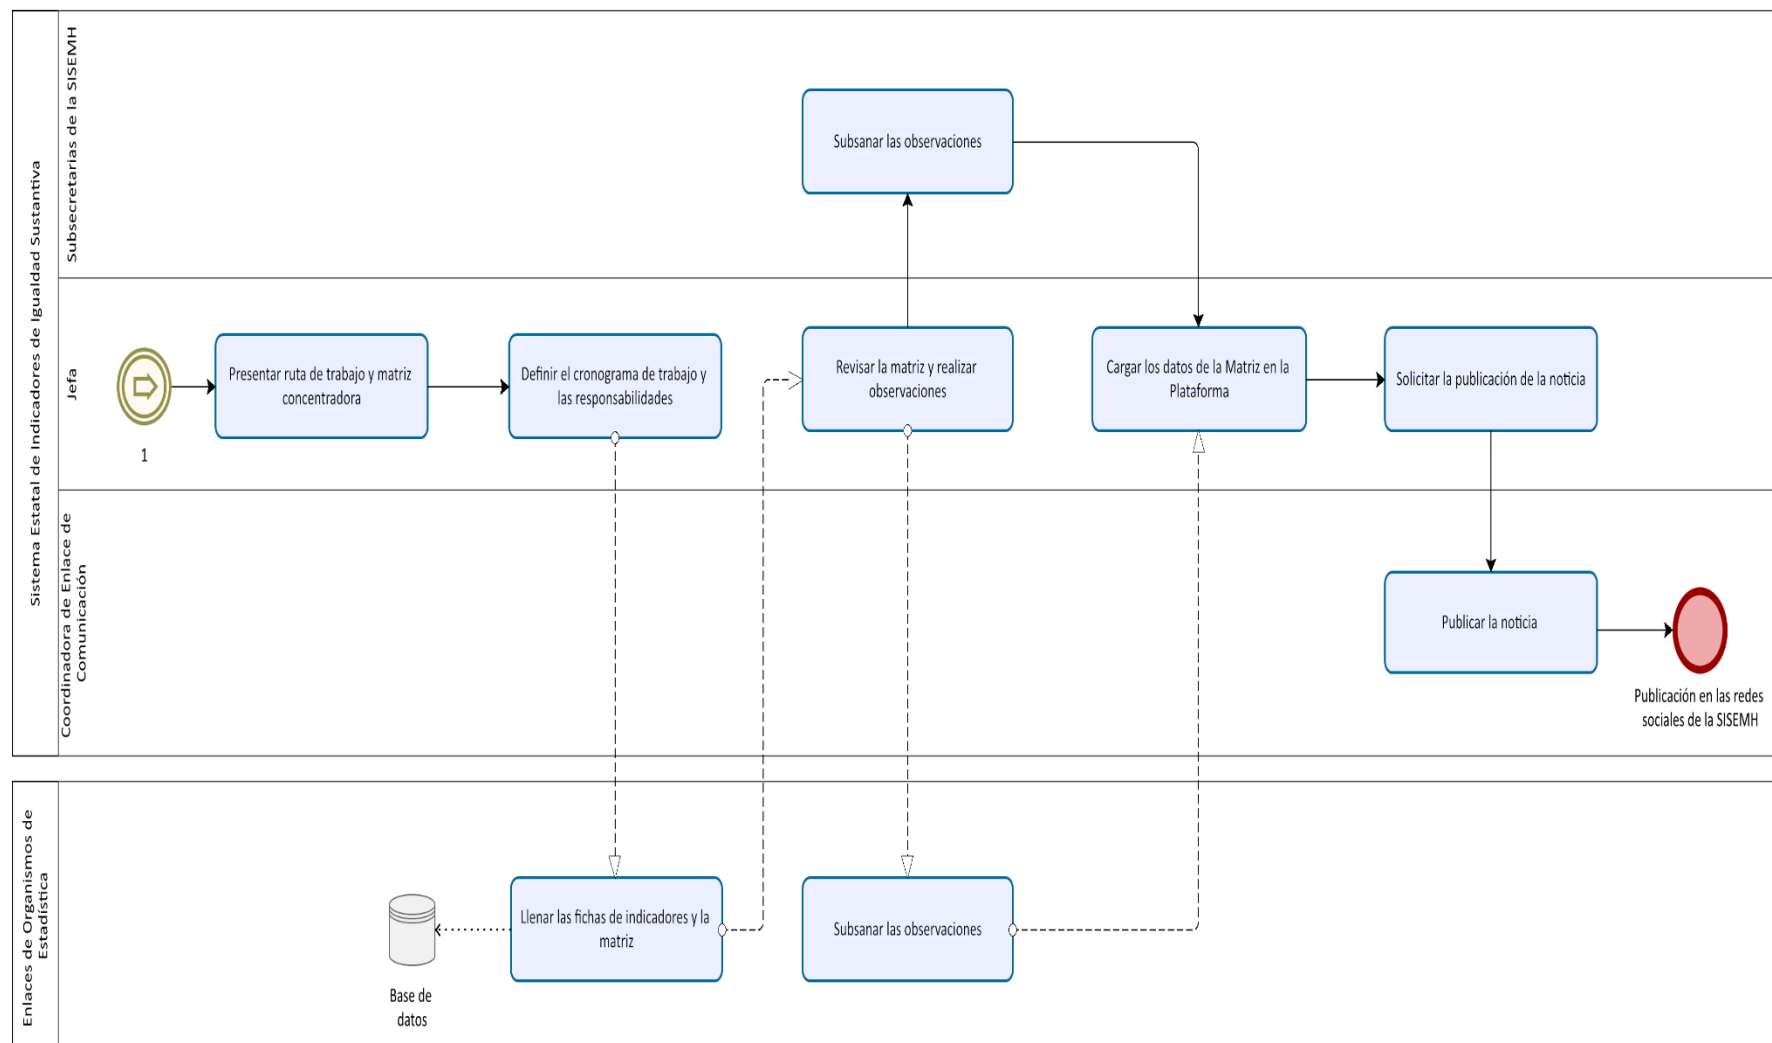 Sistema Estatal de Indicadores de Igualdad Sustantiva
Subsecretarias de la SISEMH
Subsanar las observaciones
Jefa
1
Presentar ruta de trabajo y matriz
concentradora
Definir el cronograma de trabajo y
las responsabilidades
Revisar la matriz y realizar
observaciones
Cargar los datos de la Matriz en la
Plataforma
Solicitar la publicación de la noticia
Coordinadora de Enlace de
Comunicación
Publicar la noticia
Publicación en las redes
sociales de la SISEMH
Enlaces de Organismos de
Estadística
Base de
datos
Llenar las fichas de indicadores y la
matriz
Subsanar las observaciones